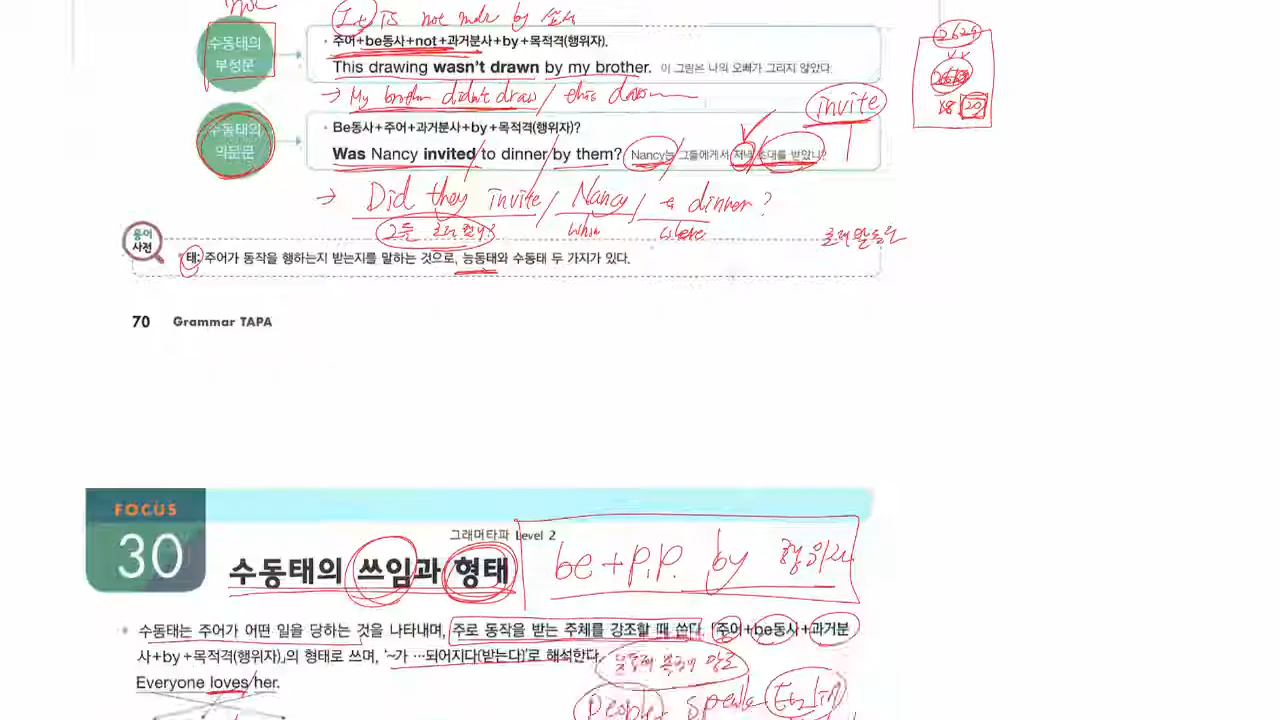 It is not made by
수동태의
부정문
주어+be동사+not+과거분사+by+목적격(행위자).
This drawing wasn't drawn by my brother. 이 그림은 나의 오빠가 그리지 않았다.
→ My brother didn't draw / this
invite
수동태의
의문문
Be동사+주어+과거분사+by+목적격(행위자)?
Was Nancy invited to dinner by them? Nancy는 그들에게서 저녁 초대를 받았니?
→ Did they invite / Nancy / to dinner?
whom where
용어
사전
태: 주어가 동작을 행하는지 받는지를 말하는 것으로, 능동태와 수동태 두 가지가 있다.
70 Grammar TAPA
FOCUS
30
그래머타파 Level 2
수동태의 쓰임과 형태
be + p.p. by 행위자
수동태는 주어가 어떤 일을 당하는 것을 나타내며, 주로 동작을 받는 주체를 강조할 때 쓴다. (주어+be동사+과거분
사+by+목적격(행위자)의 형태로 쓰며, '~가 …되어지다(받는다)'로 해석한다.
Everyone loves her.
People speak English